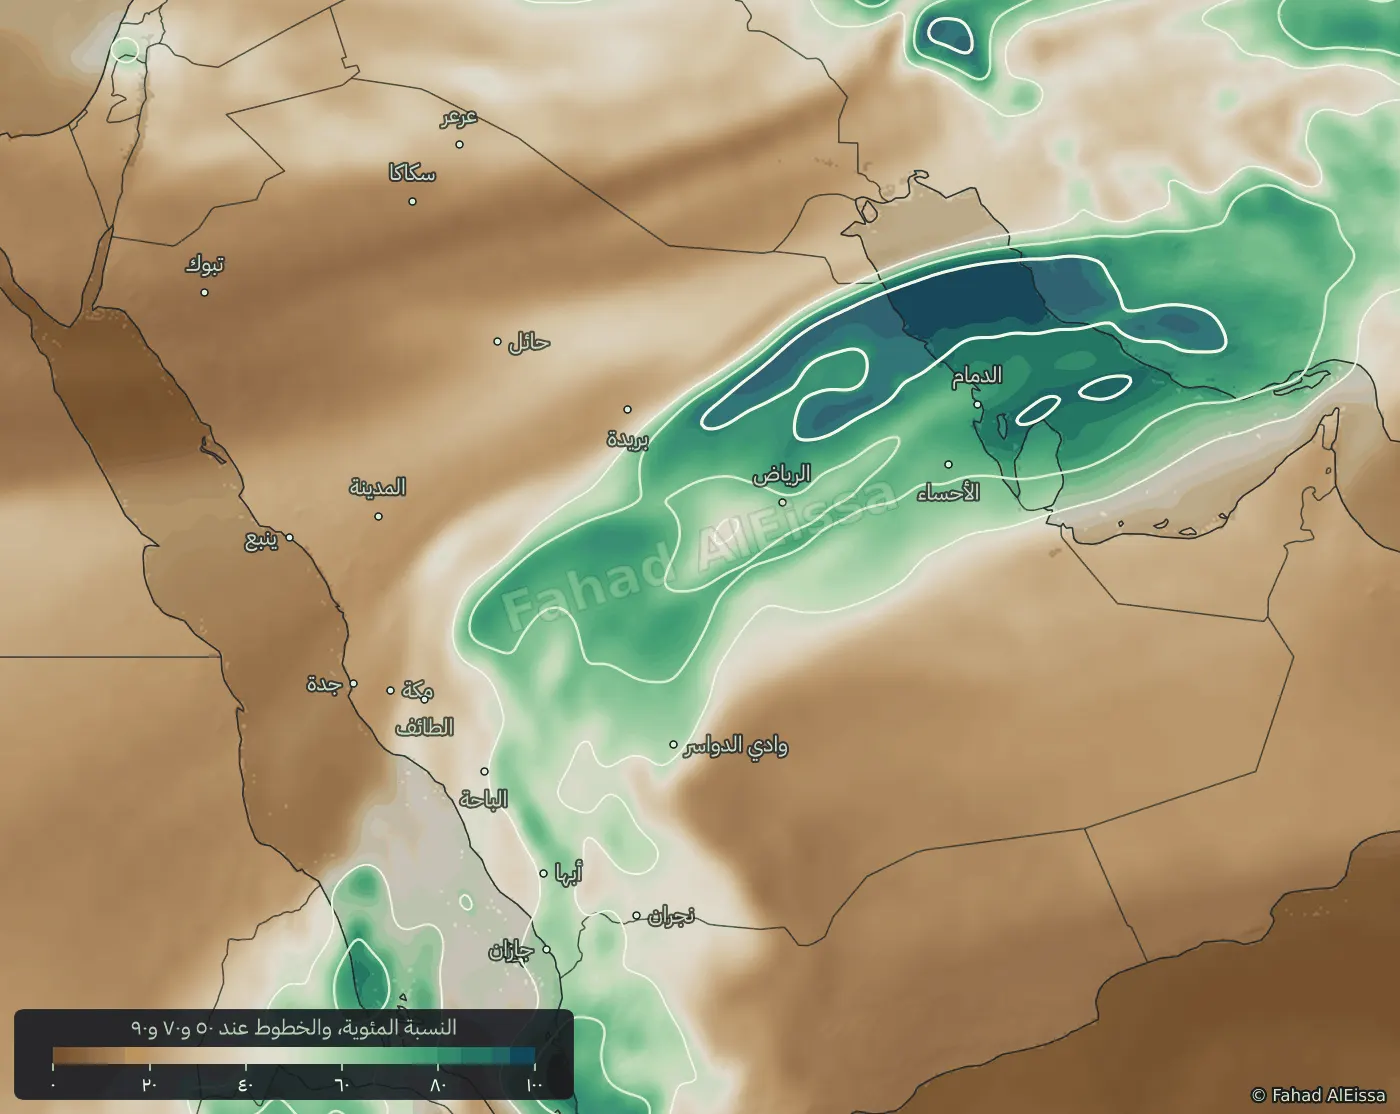 عرعر
سكاكا
تبوك
حائل
الدمام
بريدة
الرياض
المدينة
الأحساء
ينبع
Fahad AlEissa
جدة
مكة
الطائف
وادي الدواسر
الباحة
أبها
نجران
جازان
النسبة المئوية، والخطوط عند ٥٠ و٧٠ و٩٠
٠ ٢٠ ٤٠ ٦٠ ٨٠ ١٠٠
© Fahad AlEissa